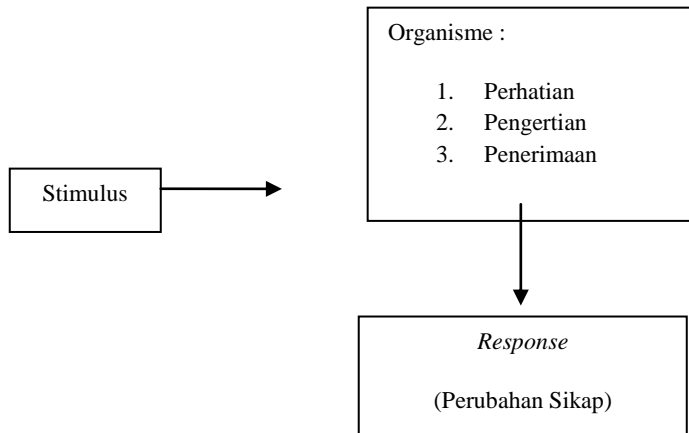 Organisme :
1. Perhatian
2. Pengertian
3. Penerimaan
Stimulus
Response
(Perubahan Sikap)